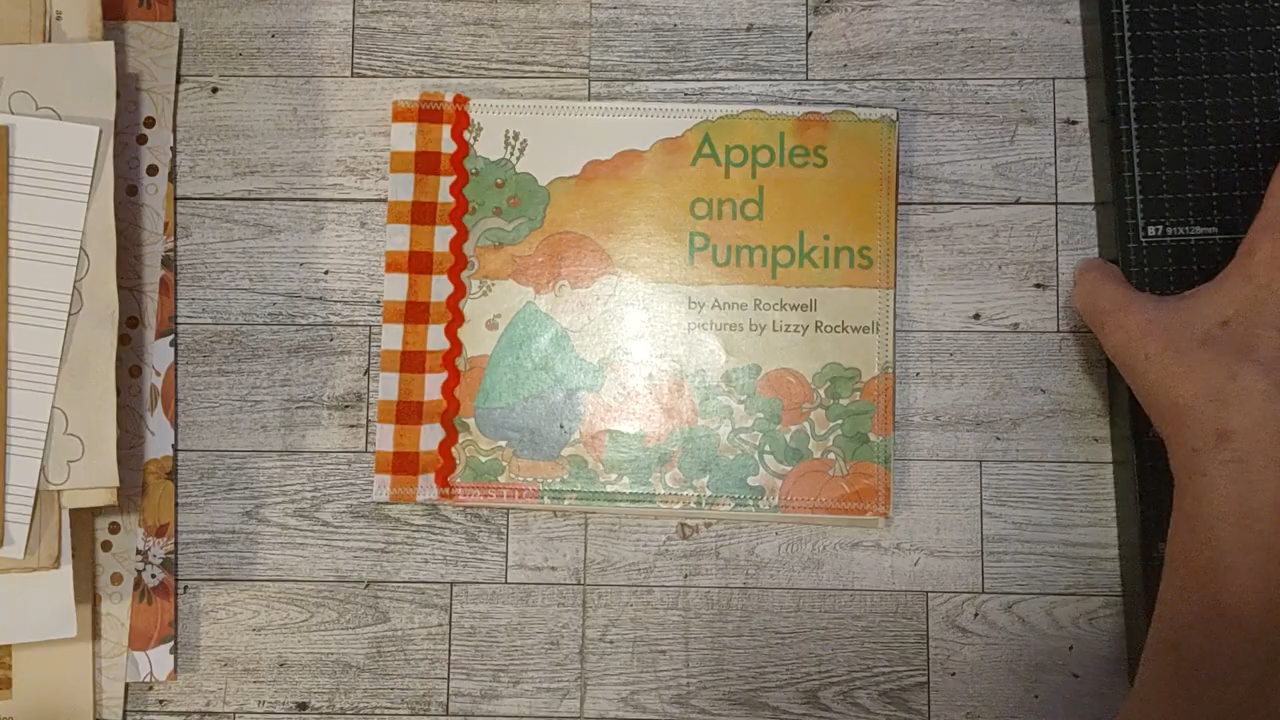 Apples
and
Pumpkins
by Anne Rockwell
pictures by Lizzy Rockwell
B7 91X128mm